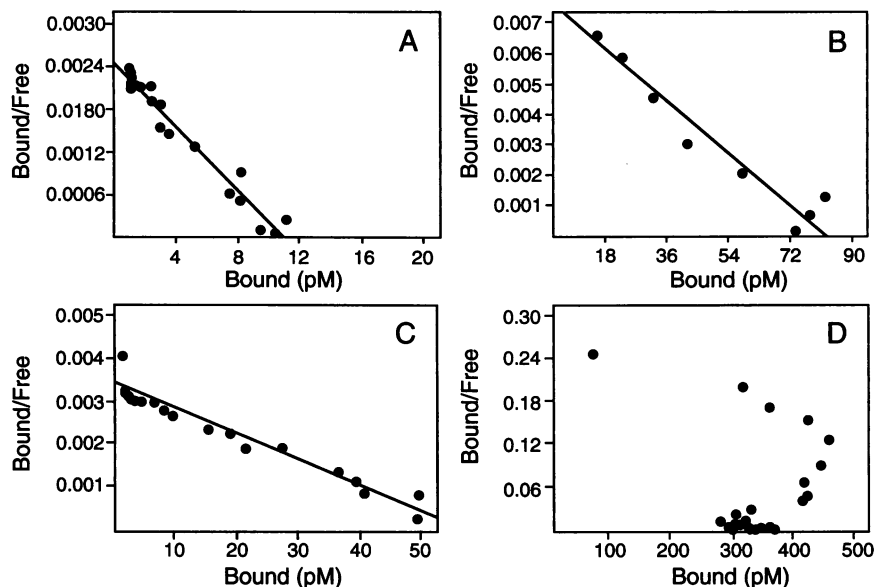 A
Bound/Free
0.0030
0.0024
0.0180
0.0012
0.0006
4 8 12 16 20
Bound (pM)
B
Bound/Free
0.007
0.006
0.005
0.004
0.003
0.002
0.001
18 36 54 72 90
Bound (pM)
C
Bound/Free
0.005
0.004
0.003
0.002
0.001
10 20 30 40 50
Bound (pM)
D
Bound/Free
0.30
0.24
0.18
0.12
0.06
100 200 300 400 500
Bound (pM)